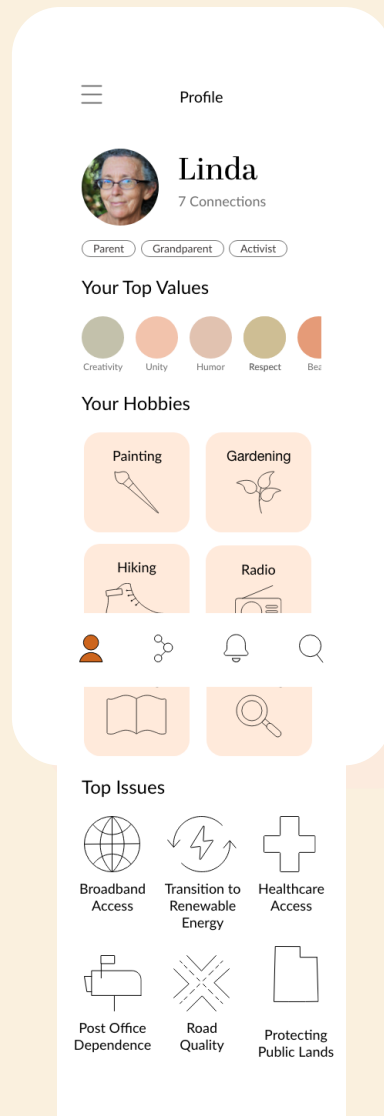 Profile
Linda
7 Connections
Parent Grandparent Activist
Your Top Values
Creativity Unity Humor Respect Bea
Your Hobbies
Painting Gardening
Hiking Radio
Top Issues
Broadband Transition to Healthcare
Access Renewable Access
Energy
Post Office Road Protecting
Dependence Quality Public Lands